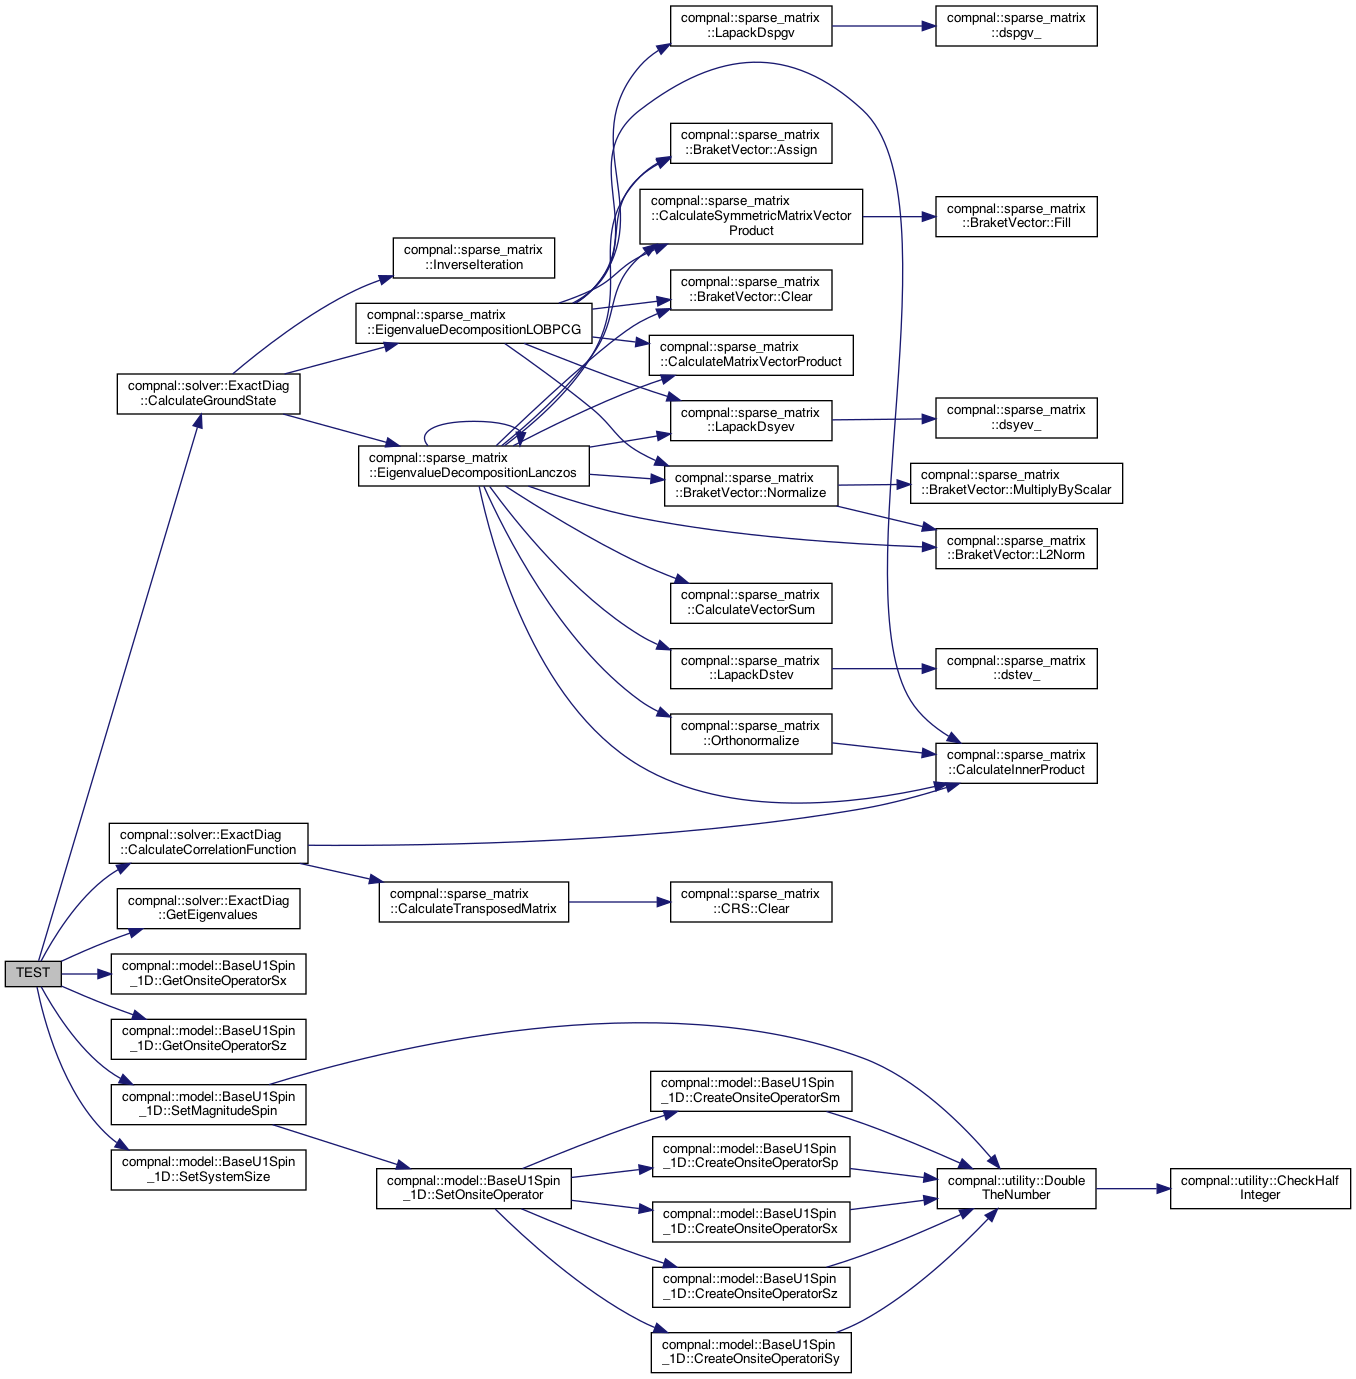 compnal::sparse_matrix
::LapackDspgv
compnal::sparse_matrix
::dspgv_
compnal::sparse_matrix
::BraketVector::Assign
compnal::sparse_matrix
::CalculateSymmetricMatrixVector
Product
compnal::sparse_matrix
::BraketVector::Fill
compnal::sparse_matrix
::InverseIteration
compnal::sparse_matrix
::BraketVector::Clear
compnal::sparse_matrix
::EigenvalueDecompositionLOBPCG
compnal::sparse_matrix
::CalculateMatrixVectorProduct
compnal::solver::ExactDiag
::CalculateGroundState
compnal::sparse_matrix
::LapackDsyev
compnal::sparse_matrix
::dsyev_
compnal::sparse_matrix
::EigenvalueDecompositionLanczos
compnal::sparse_matrix
::BraketVector::Normalize
compnal::sparse_matrix
::BraketVector::MultiplyByScalar
compnal::sparse_matrix
::BraketVector::L2Norm
compnal::sparse_matrix
::CalculateVectorSum
compnal::sparse_matrix
::LapackDstev
compnal::sparse_matrix
::dstev_
compnal::sparse_matrix
::Orthonormalize
compnal::sparse_matrix
::CalculateInnerProduct
compnal::solver::ExactDiag
::CalculateCorrelationFunction
compnal::sparse_matrix
::CalculateTransposedMatrix
compnal::sparse_matrix
::CRS::Clear
compnal::solver::ExactDiag
::GetEigenvalues
TEST
compnal::model::BaseU1Spin
_1D::GetOnsiteOperatorSx
compnal::model::BaseU1Spin
_1D::GetOnsiteOperatorSz
compnal::model::BaseU1Spin
_1D::SetMagnitudeSpin
compnal::model::BaseU1Spin
_1D::CreateOnsiteOperatorSm
compnal::model::BaseU1Spin
_1D::SetSystemSize
compnal::model::BaseU1Spin
_1D::CreateOnsiteOperatorSp
compnal::model::BaseU1Spin
_1D::SetOnsiteOperator
compnal::utility::Double
TheNumber
compnal::utility::CheckHalf
Integer
compnal::model::BaseU1Spin
_1D::CreateOnsiteOperatorSx
compnal::model::BaseU1Spin
_1D::CreateOnsiteOperatorSz
compnal::model::BaseU1Spin
_1D::CreateOnsiteOperatoriSy